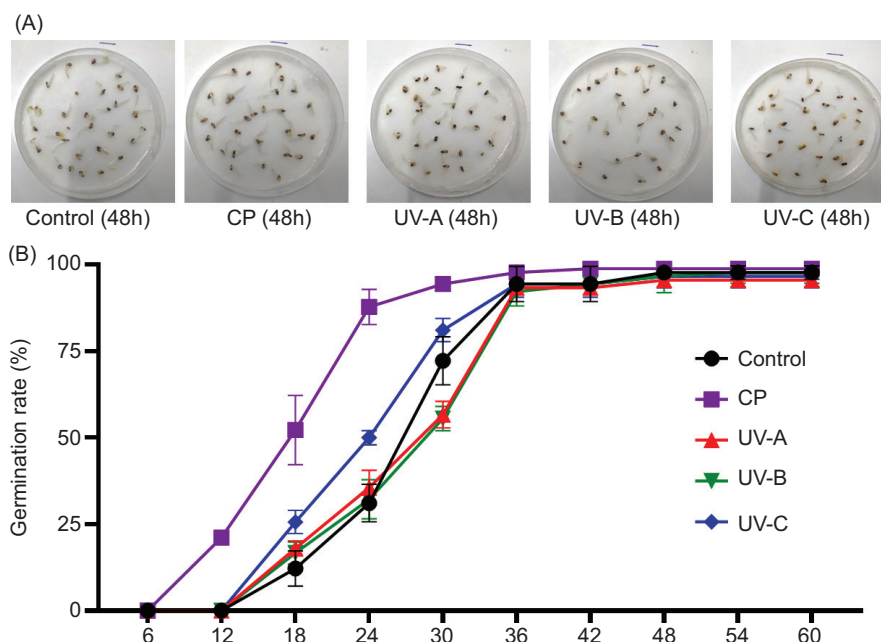 (A)
Control (48h) CP (48h) UV-A (48h) UV-B (48h) UV-C (48h)
(B)
100
75
50
25
0
Germination rate (%)
Control
CP
UV-A
UV-B
UV-C
6 12 18 24 30 36 42 48 54 60